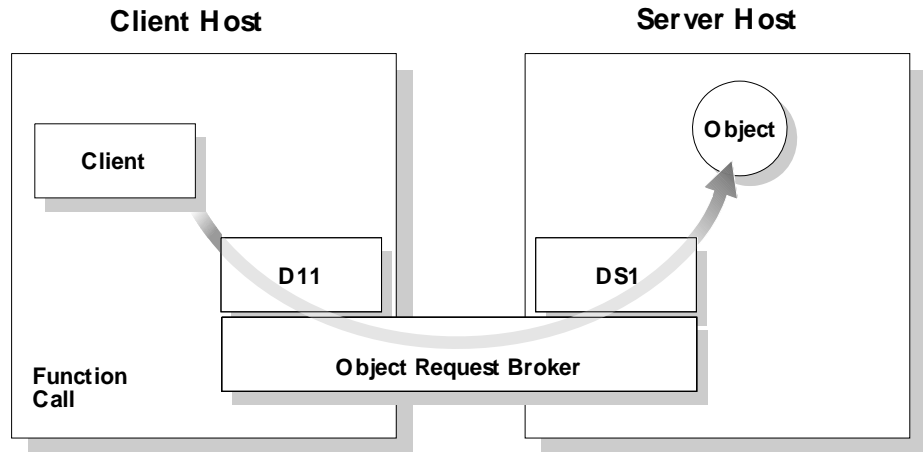 Client Host
Server Host
Client
Object
D11
DS1
Object Request Broker
Function
Call